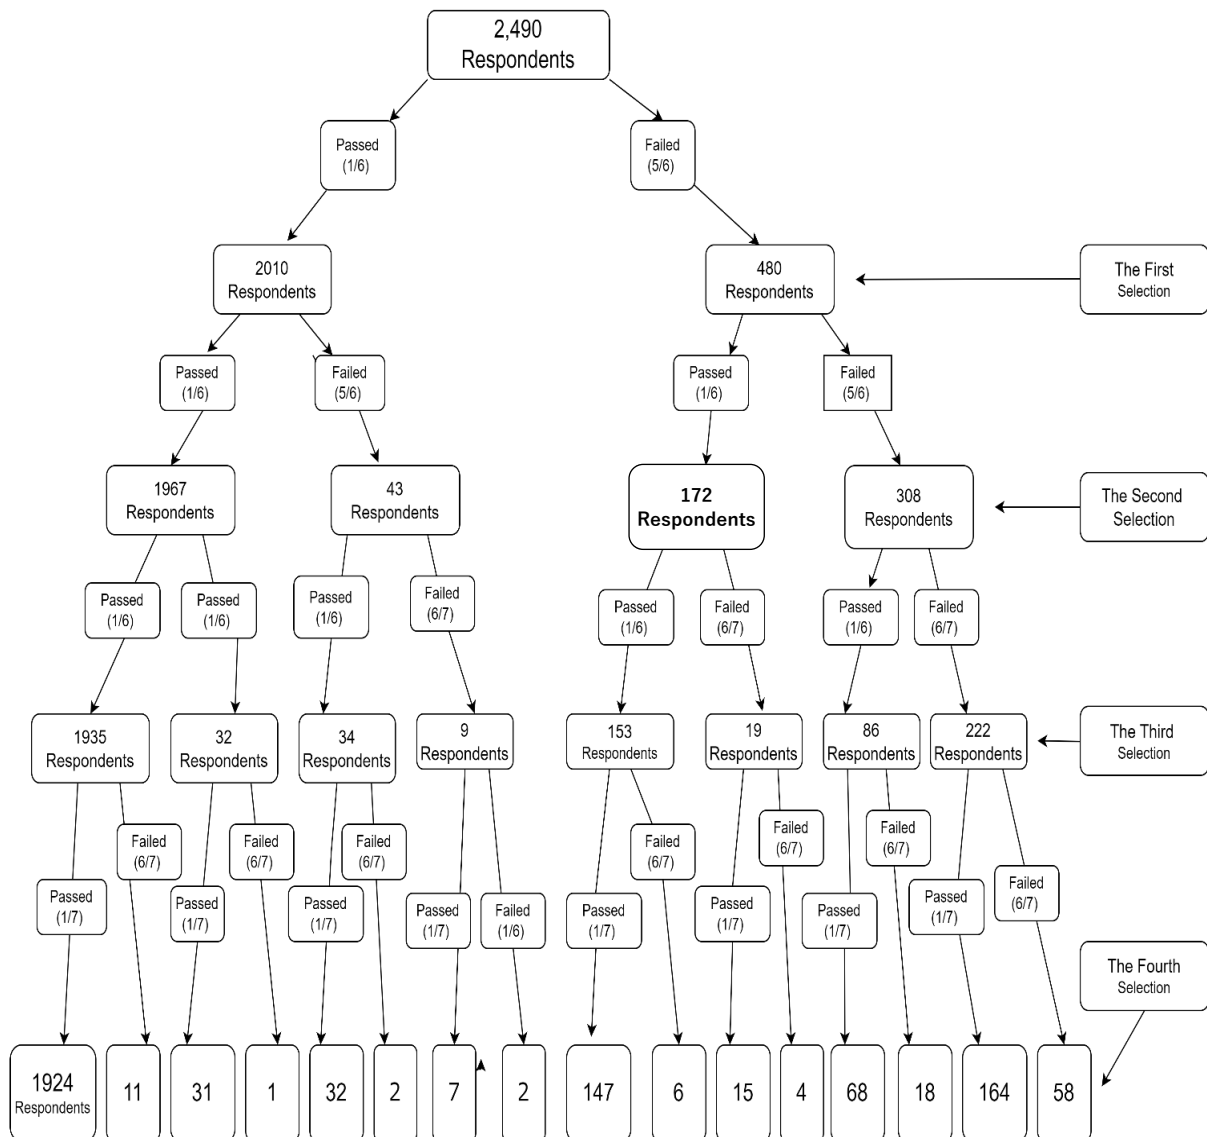 2,490
Respondents
Passed
(1/6)
Failed
(5/6)
2010
Respondents
480
Respondents
The First
Selection
Passed
(1/6)
Failed
(5/6)
Passed
(1/6)
Failed
(5/6)
1967
Respondents
43
Respondents
172
Respondents
308
Respondents
The Second
Selection
Passed
(1/6)
Passed
(1/6)
Passed
(1/6)
Failed
(6/7)
Passed
(1/6)
Failed
(6/7)
Passed
(1/6)
Failed
(6/7)
1935
Respondents
32
Respondents
34
Respondents
9
Respondents
153
Respondents
19
Respondents
86
Respondents
222
Respondents
The Third
Selection
Passed
(1/7)
Failed
(6/7)
Passed
(1/7)
Failed
(6/7)
Passed
(1/7)
Failed
(6/7)
Passed
(1/7)
Failed
(1/6)
Passed
(1/7)
Failed
(6/7)
Passed
(1/7)
Failed
(6/7)
Passed
(1/7)
Failed
(6/7)
Passed
(1/7)
Failed
(6/7)
The Fourth
Selection
1924
Respondents
11
31
1
32
2
7
2
147
6
15
4
68
18
164
58